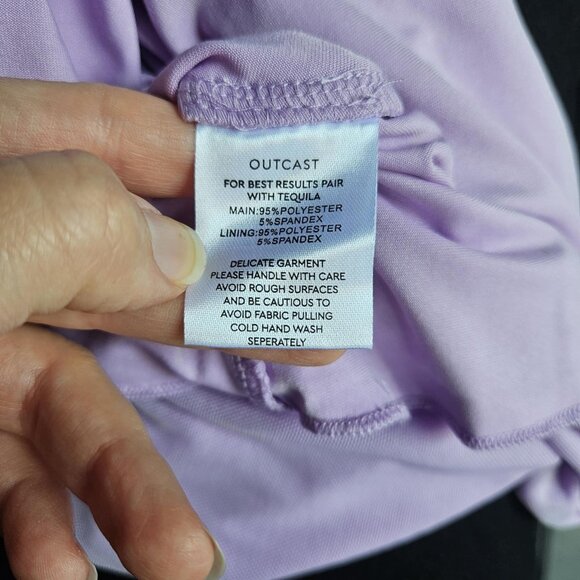 OUTCAST
FOR BEST RESULTS PAIR
WITH TEQUILA
MAIN:95%POLYESTER
5%SPANDEX
LINING:95%POLYESTER
5%SPANDEX
DELICATE GARMENT
PLEASE HANDLE WITH CARE
AVOID ROUGH SURFACES
AND BE CAUTIOUS TO
AVOID FABRIC PULLING
COLD HAND WASH
SEPERATELY